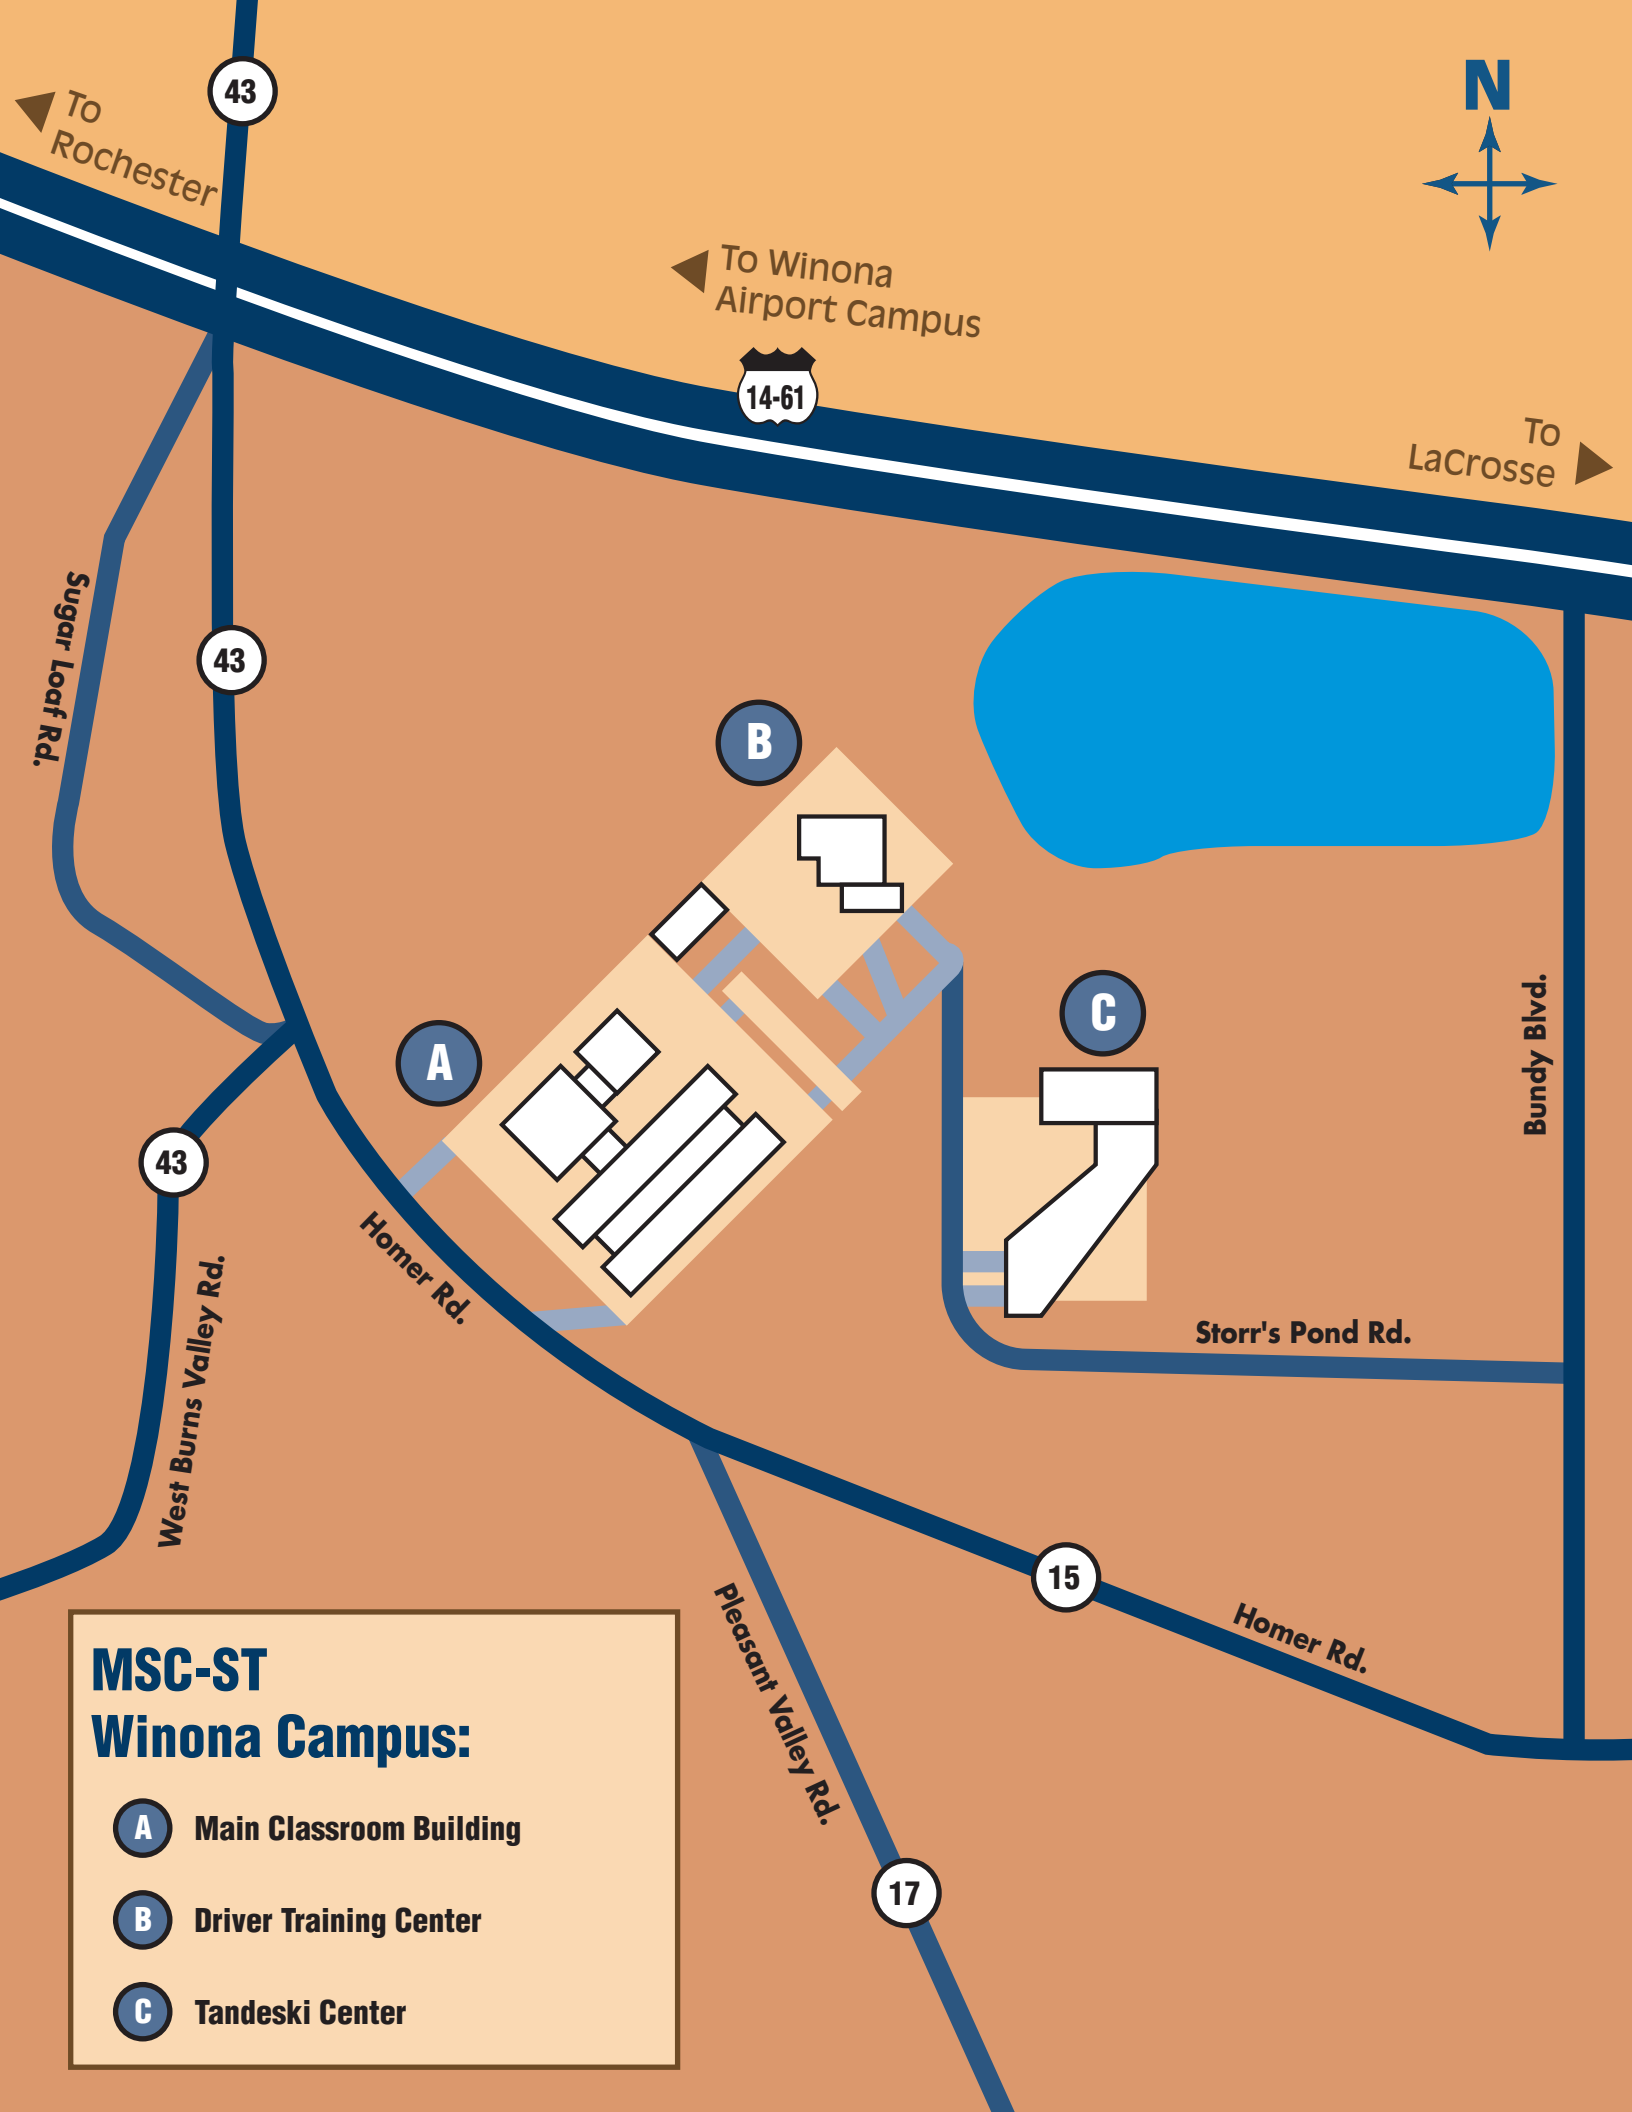 43
To
Rochester
N
To Winona
Airport Campus
14-61
To
LaCrosse
Sugar Loaf Rd.
43
B
A
C
Bundy Blvd.
43
Homer Rd.
West Burns Valley Rd.
Storr's Pond Rd.
15
Homer Rd.
Pleasant Valley Rd.
17
MSC-ST
Winona Campus:
A Main Classroom Building
B Driver Training Center
C Tandeski Center